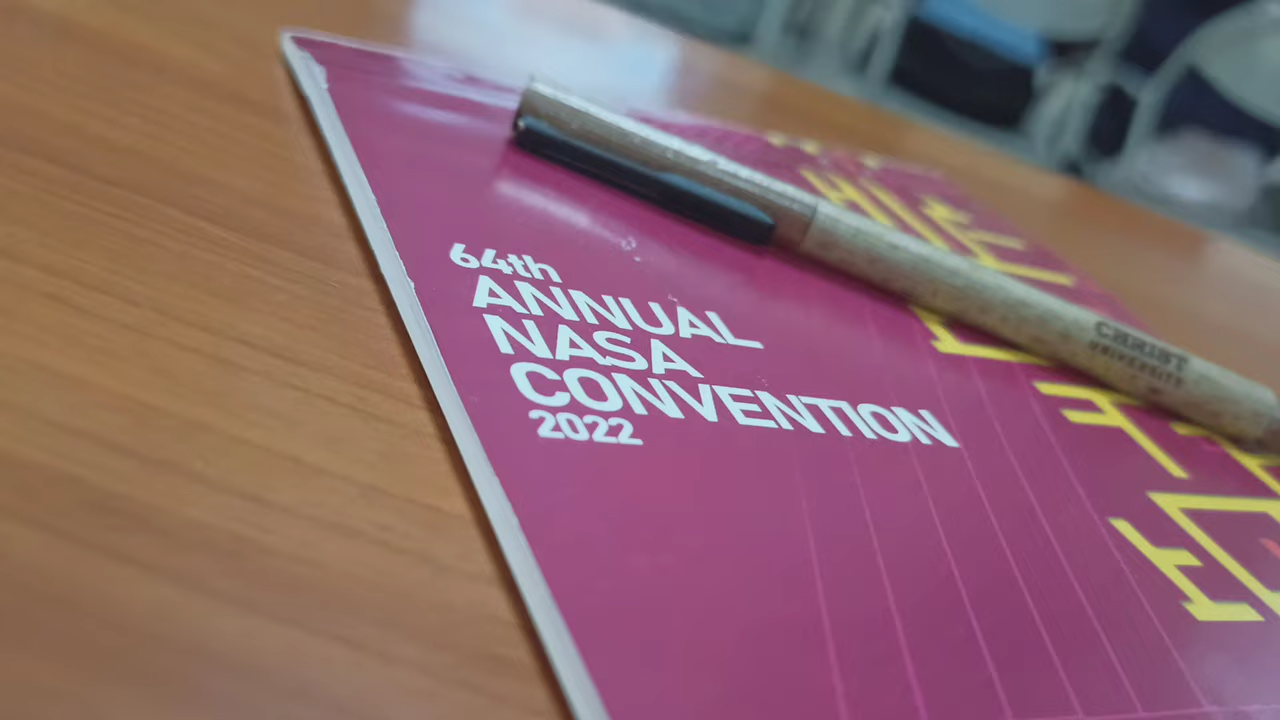 64th
ANNUAL
NASA
CONVENTION
2022
CHRIST
UNIVERSITY